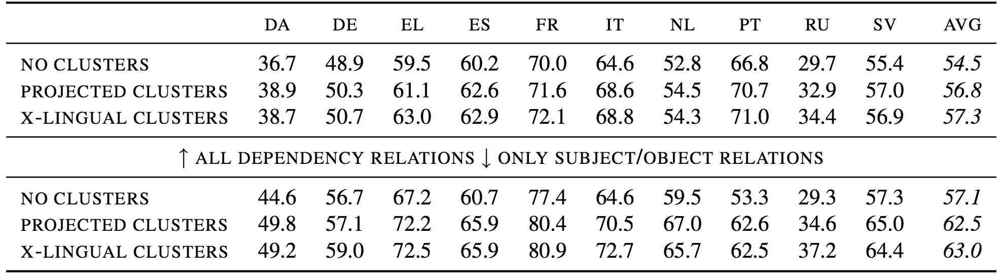 DA DE EL ES FR IT NL PT RU SV AVG
NO CLUSTERS 36.7 48.9 59.5 60.2 70.0 64.6 52.8 66.8 29.7 55.4 54.5
PROJECTED CLUSTERS 38.9 50.3 61.1 62.6 71.6 68.6 54.5 70.7 32.9 57.0 56.8
X-LINGUAL CLUSTERS 38.7 50.7 63.0 62.9 72.1 68.8 54.3 71.0 34.4 56.9 57.3
↑ ALL DEPENDENCY RELATIONS ↓ ONLY SUBJECT/OBJECT RELATIONS
NO CLUSTERS 44.6 56.7 67.2 60.7 77.4 64.6 59.5 53.3 29.3 57.3 57.1
PROJECTED CLUSTERS 49.8 57.1 72.2 65.9 80.4 70.5 67.0 62.6 34.6 65.0 62.5
X-LINGUAL CLUSTERS 49.2 59.0 72.5 65.9 80.9 72.7 65.7 62.5 37.2 64.4 63.0